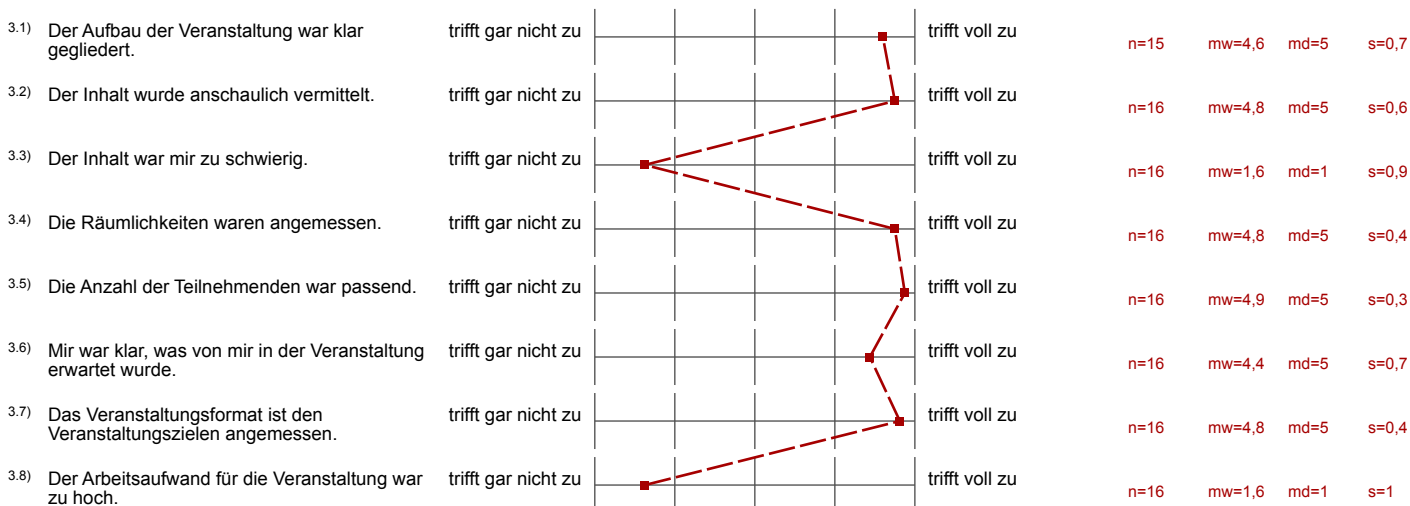 3.1) Der Aufbau der Veranstaltung war klar gegliedert. trifft gar nicht zu trifft voll zu n=15 mw=4,6 md=5 s=0,7
3.2) Der Inhalt wurde anschaulich vermittelt. trifft gar nicht zu trifft voll zu n=16 mw=4,8 md=5 s=0,6
3.3) Der Inhalt war mir zu schwierig. trifft gar nicht zu trifft voll zu n=16 mw=1,6 md=1 s=0,9
3.4) Die Räumlichkeiten waren angemessen. trifft gar nicht zu trifft voll zu n=16 mw=4,8 md=5 s=0,4
3.5) Die Anzahl der Teilnehmenden war passend. trifft gar nicht zu trifft voll zu n=16 mw=4,9 md=5 s=0,3
3.6) Mir war klar, was von mir in der Veranstaltung erwartet wurde. trifft gar nicht zu trifft voll zu n=16 mw=4,4 md=5 s=0,7
3.7) Das Veranstaltungsformat ist den Veranstaltungszielen angemessen. trifft gar nicht zu trifft voll zu n=16 mw=4,8 md=5 s=0,4
3.8) Der Arbeitsaufwand für die Veranstaltung war zu hoch. trifft gar nicht zu trifft voll zu n=16 mw=1,6 md=1 s=1